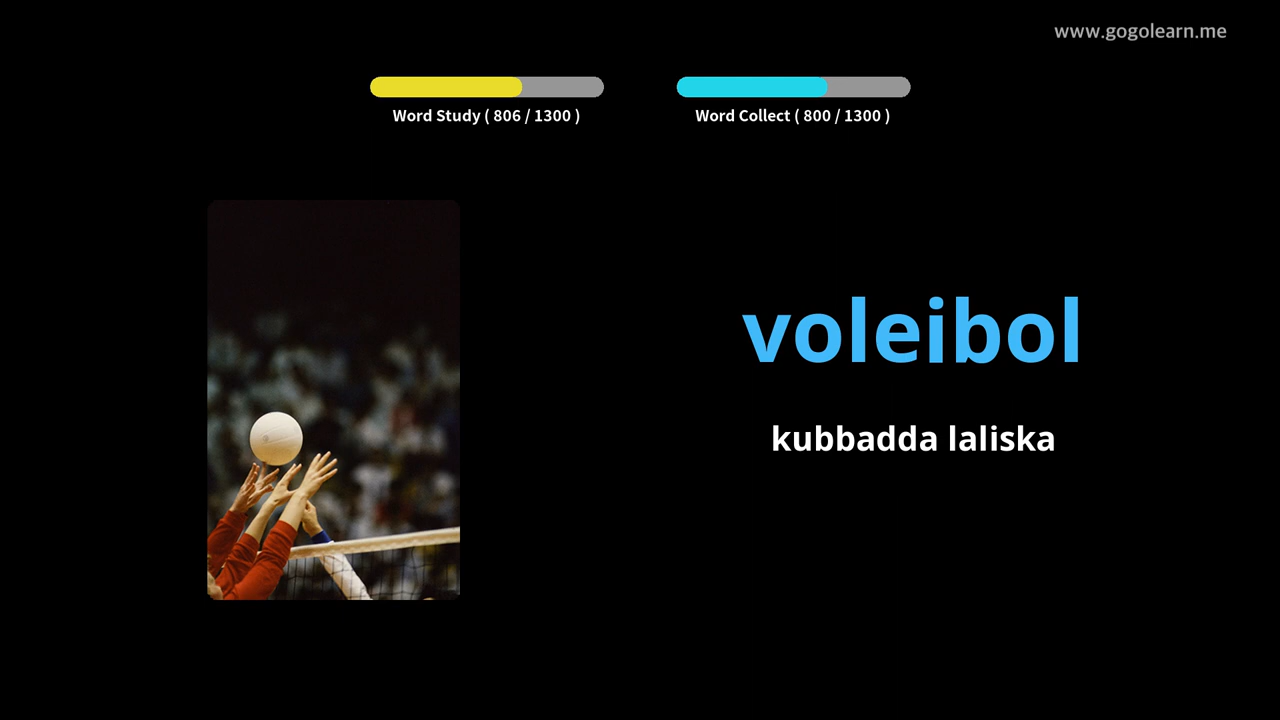 www.gogolearn.me
Word Study ( 806 / 1300 )
Word Collect ( 800 / 1300 )
voleibol
kubbadda laliska